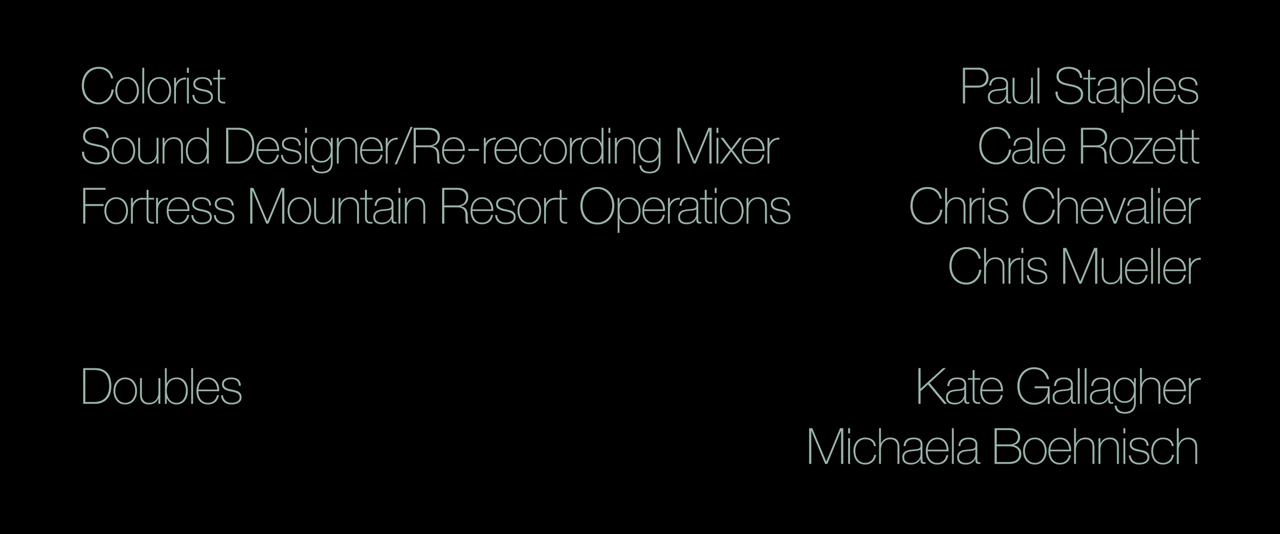 Colorist Paul Staples
Sound Designer/Re-recording Mixer Cale Rozett
Fortress Mountain Resort Operations Chris Chevalier
Chris Mueller
Doubles Kate Gallagher
Michaela Boehnisch